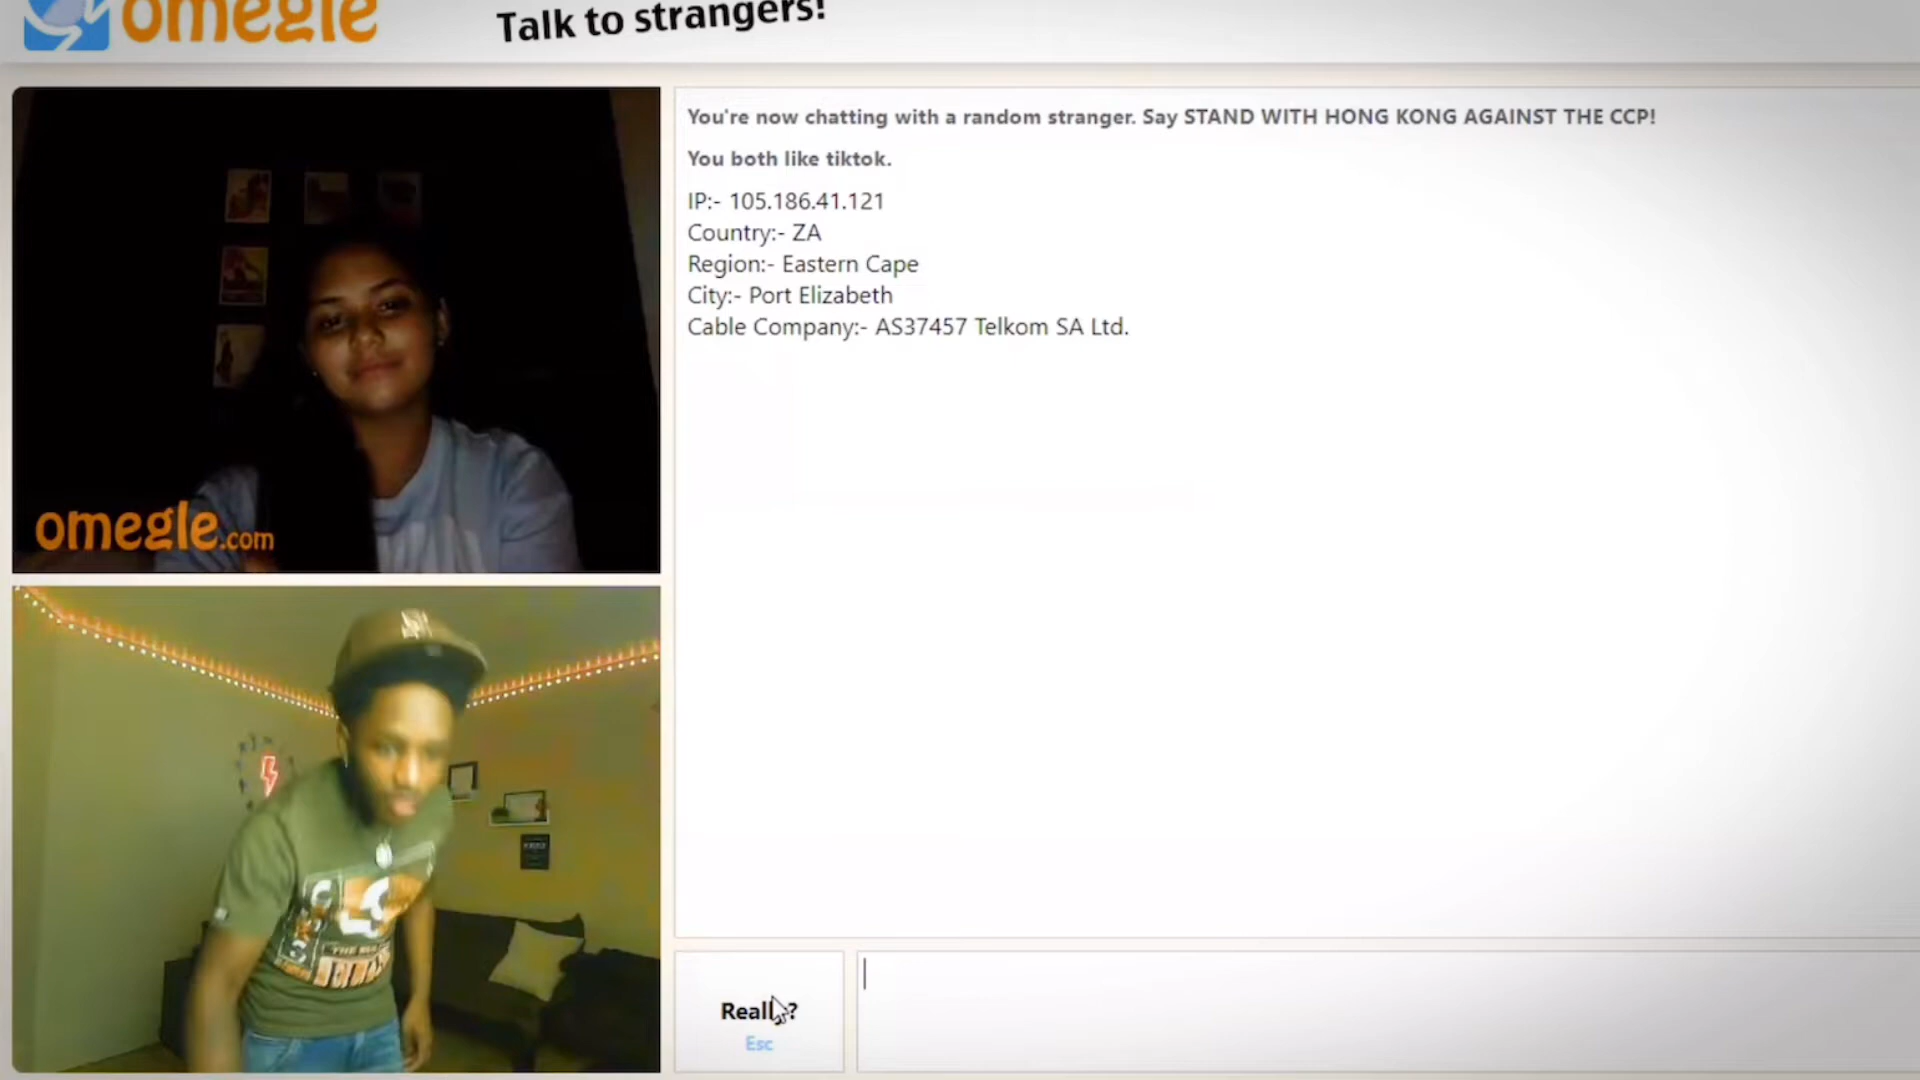 omegle
Talk to strangers!
You're now chatting with a random stranger. Say STAND WITH HONG KONG AGAINST THE CCP!
You both like tiktok.
IP:- 105.186.41.121
Country:- ZA
Region:- Eastern Cape
City:- Port Elizabeth
Cable Company:- AS37457 Telkom SA Ltd.
omegle.com
Really?
Esc